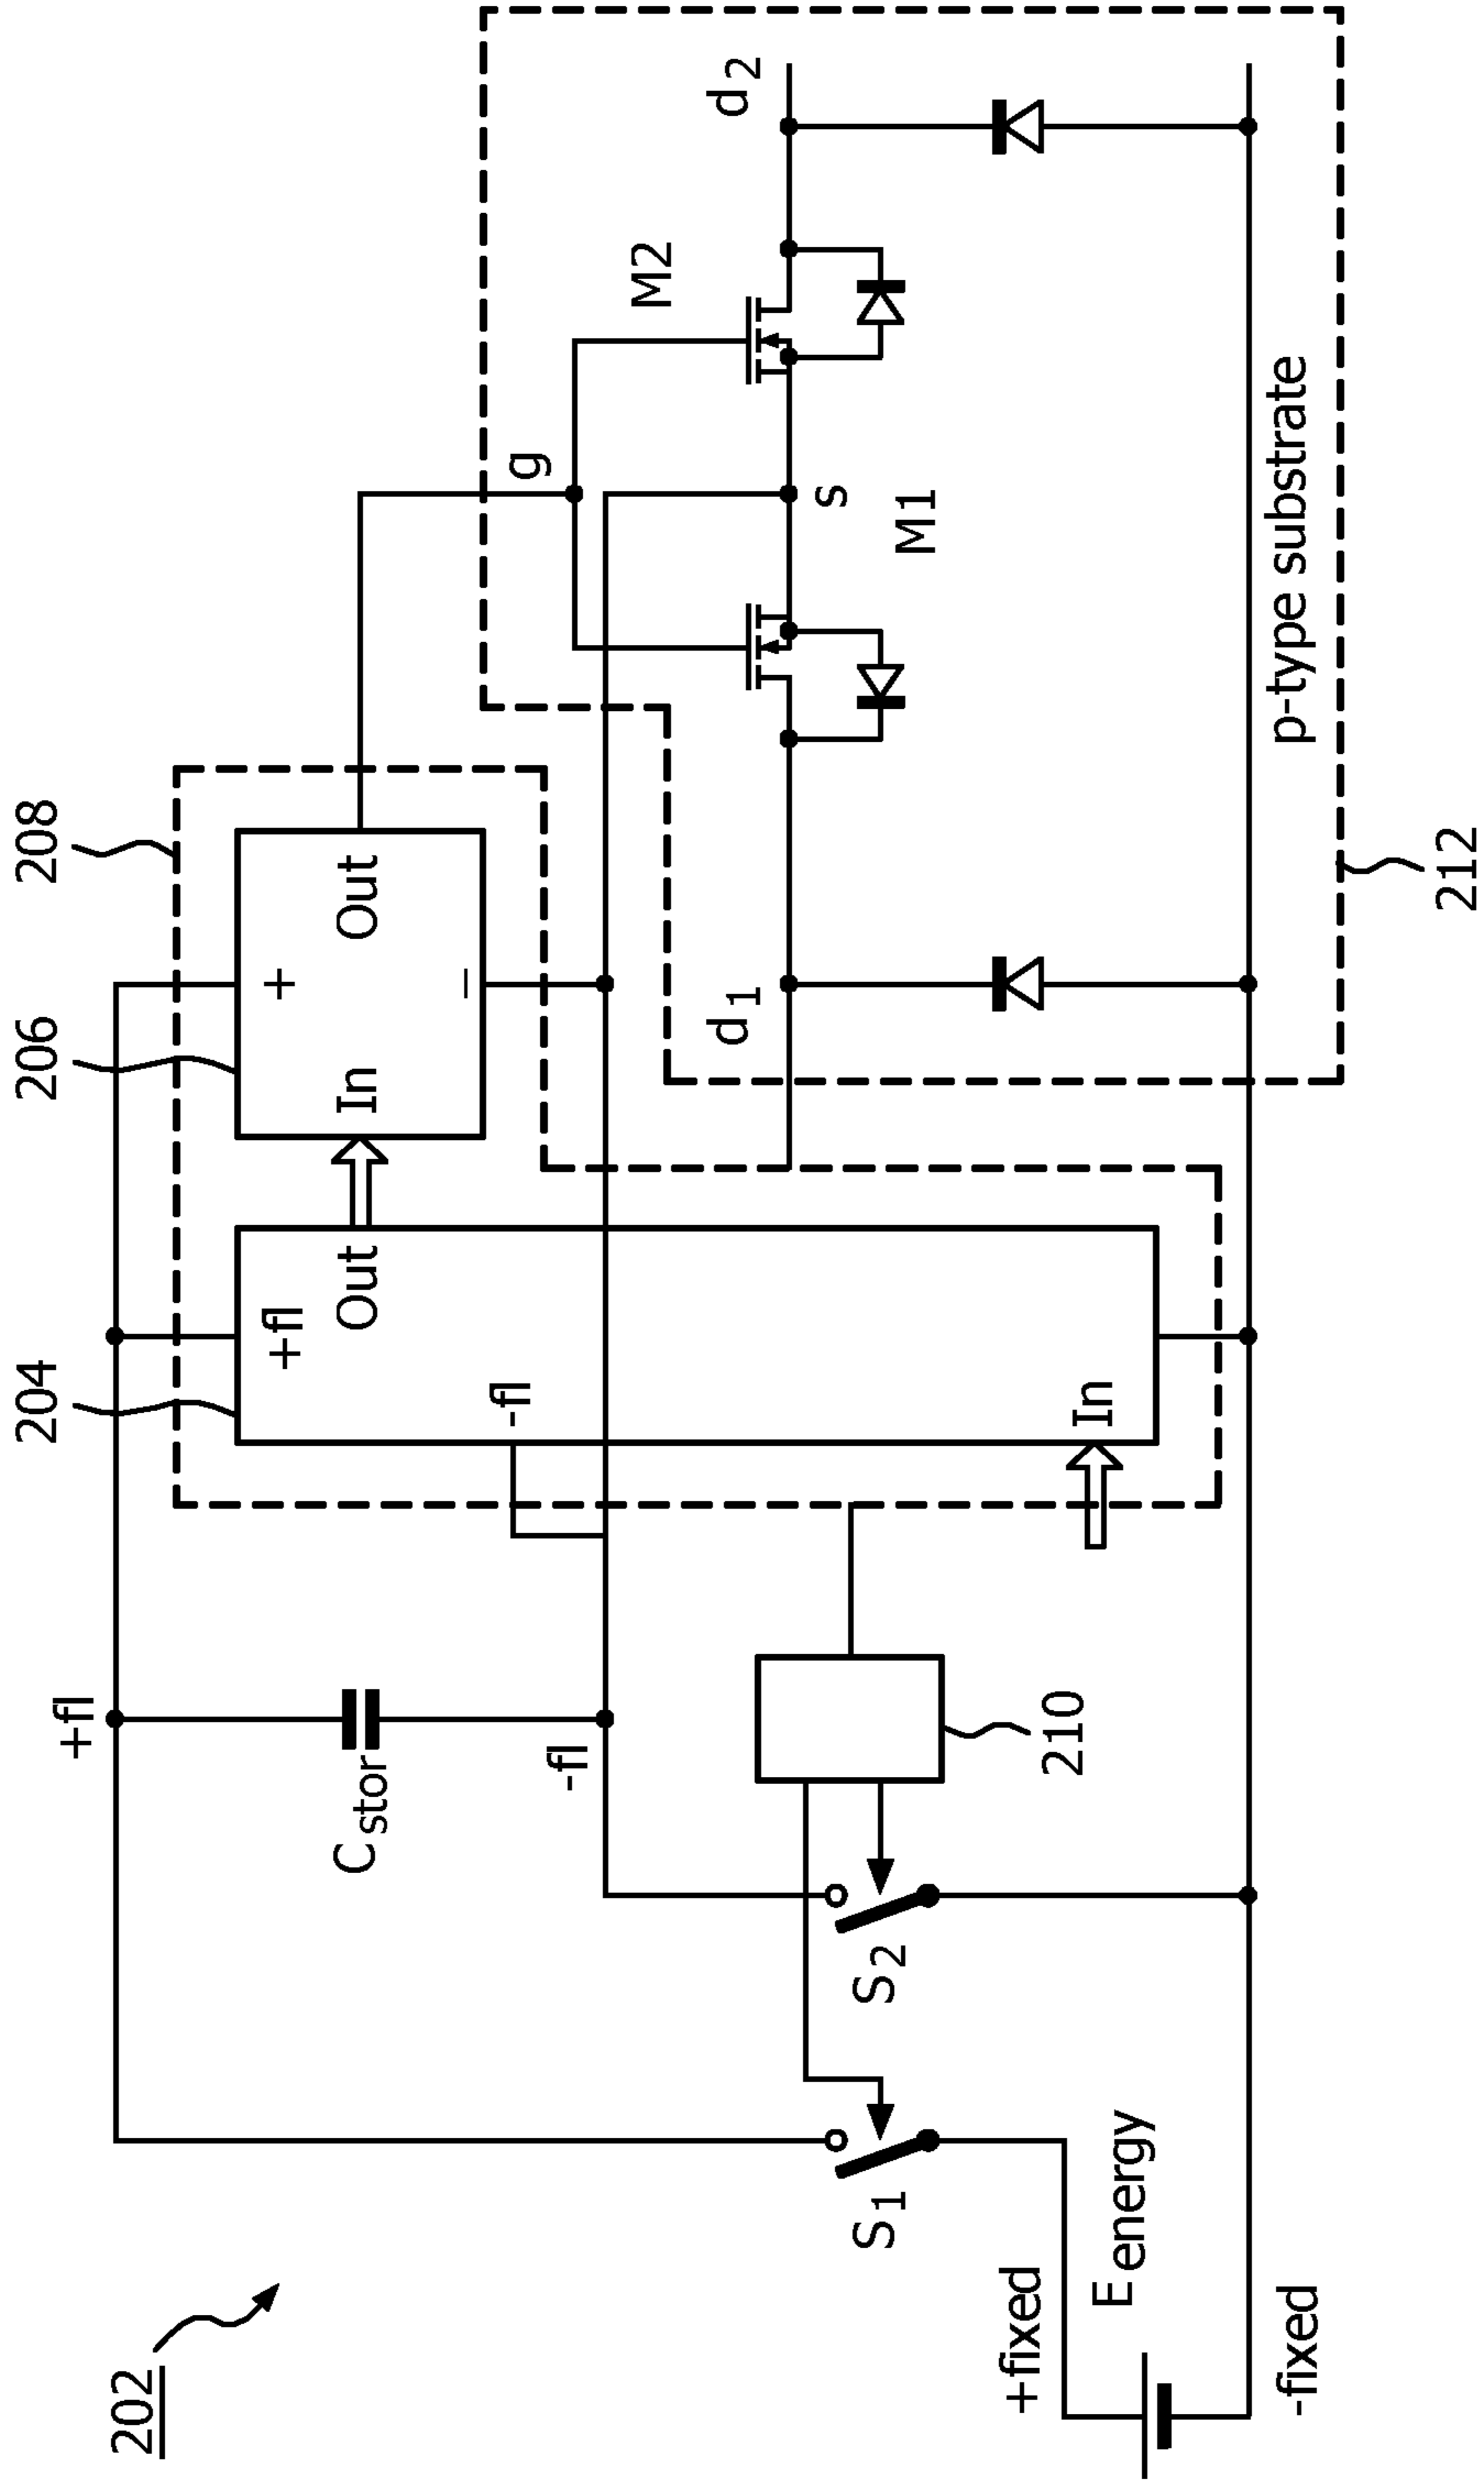 202
204
206
208
+fl
+fl
+
Out
Out
In
–
-fl
-fl
C stor
g
M2
d2
d1
s
M1
S1
S2
210
In
+fixed
E energy
-fixed
p-type substrate
212